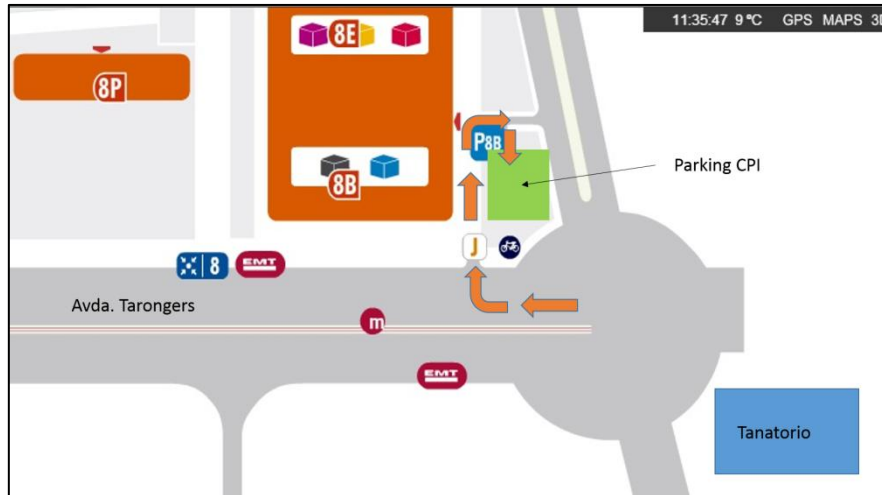 11:35:47 9 ºC GPS MAPS 3D
8E
8P
P8B
Parking CPI
8B
J
8
EMT
Avda. Tarongers
m
EMT
Tanatorio